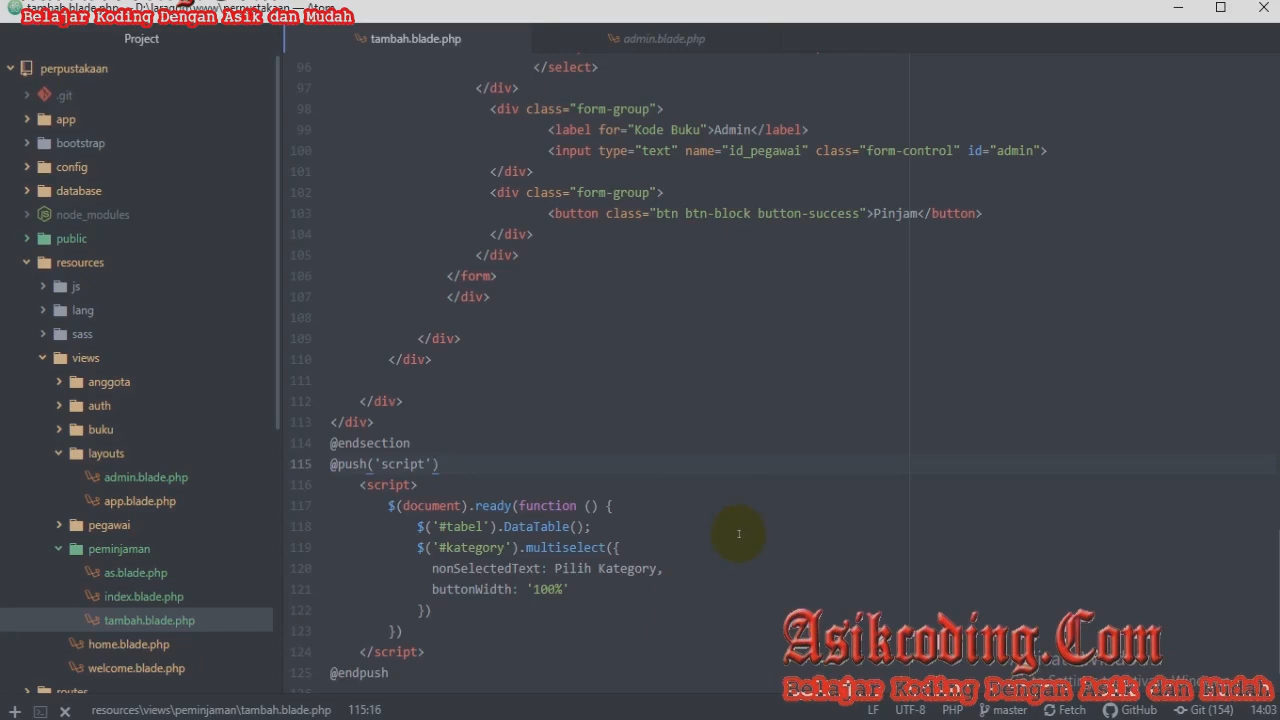 tambah.blade.php — D:\laragon\www\perpustakaan — Atom
Belajar Koding Dengan Asik dan Mudah
Project
tambah.blade.php
admin.blade.php
perpustakaan
.git
app
bootstrap
config
database
node_modules
public
resources
js
lang
sass
views
anggota
auth
buku
layouts
admin.blade.php
app.blade.php
pegawai
peminjaman
as.blade.php
index.blade.php
tambah.blade.php
home.blade.php
welcome.blade.php
routes
96 </select>
97 </div>
98 <div class="form-group">
99 <label for="Kode Buku">Admin</label>
100 <input type="text" name="id_pegawai" class="form-control" id="admin">
101 </div>
102 <div class="form-group">
103 <button class="btn btn-block button-success">Pinjam</button>
104 </div>
105 </div>
106 </form>
107 </div>
108
109 </div>
110 </div>
111
112 </div>
113 </div>
114 @endsection
115 @push('script')
116 <script>
117 $(document).ready(function () {
118 $('#tabel').DataTable();
119 $('#kategory').multiselect({
120 nonSelectedText: Pilih Kategory,
121 buttonWidth: '100%'
122 })
123 })
124 </script>
125 @endpush
Asikcoding.Com
Belajar Koding Dengan Asik dan Mudah
resources\views\peminjaman\tambah.blade.php 115:16
LF UTF-8 PHP master Fetch GitHub Git (154) 14:03